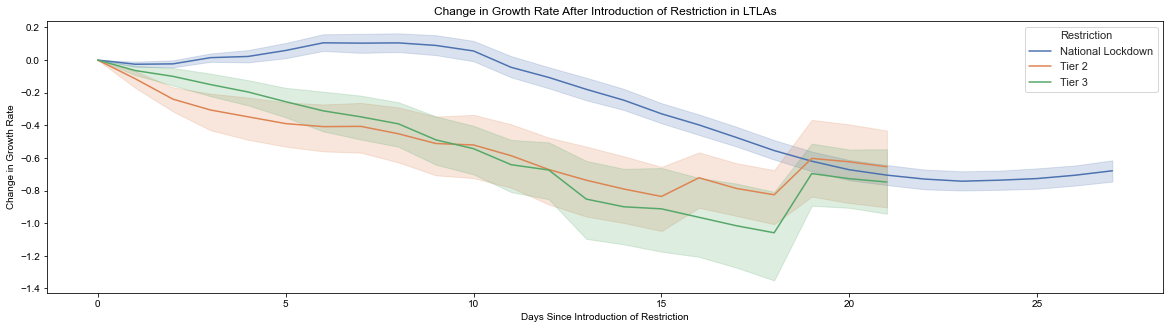 Change in Growth Rate After Introduction of Restriction in LTLAs
Change in Growth Rate
0.2
0.0
−0.2
−0.4
−0.6
−0.8
−1.0
−1.2
−1.4
Restriction
National Lockdown
Tier 2
Tier 3
0 5 10 15 20 25
Days Since Introduction of Restriction